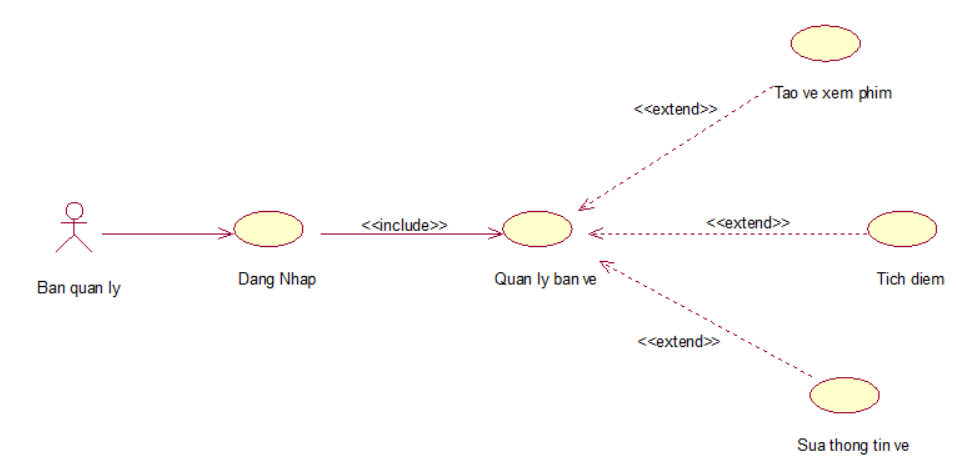 Tao ve xem phim
<<extend>>
<<include>>
<<extend>>
Ban quan ly
Dang Nhap
Quan ly ban ve
Tich diem
<<extend>>
Sua thong tin ve